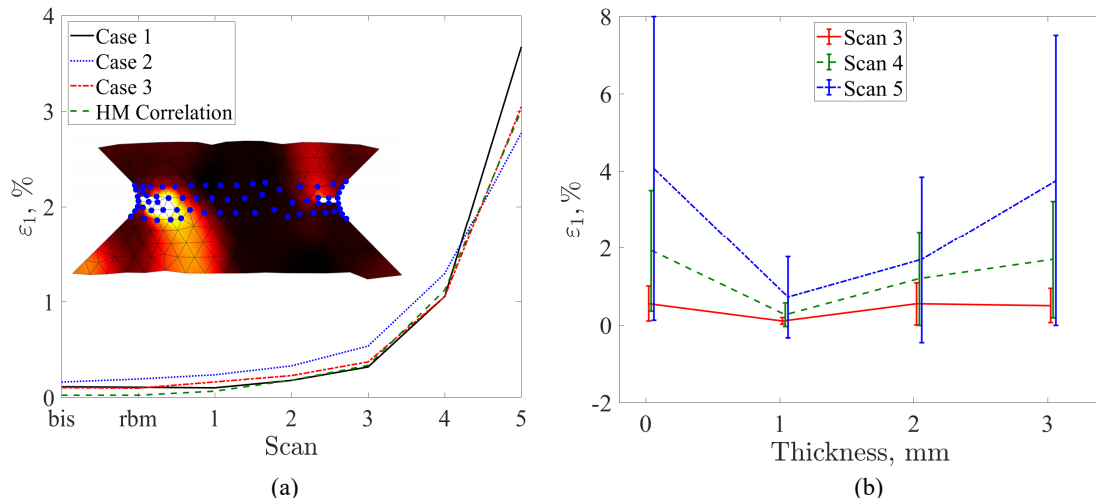 4
3
2
1
0
ε₁, %
Case 1
Case 2
Case 3
HM Correlation
bis rbm 1 2 3 4 5
Scan
(a)
8
6
4
2
0
-2
ε₁, %
Scan 3
Scan 4
Scan 5
0 1 2 3
Thickness, mm
(b)